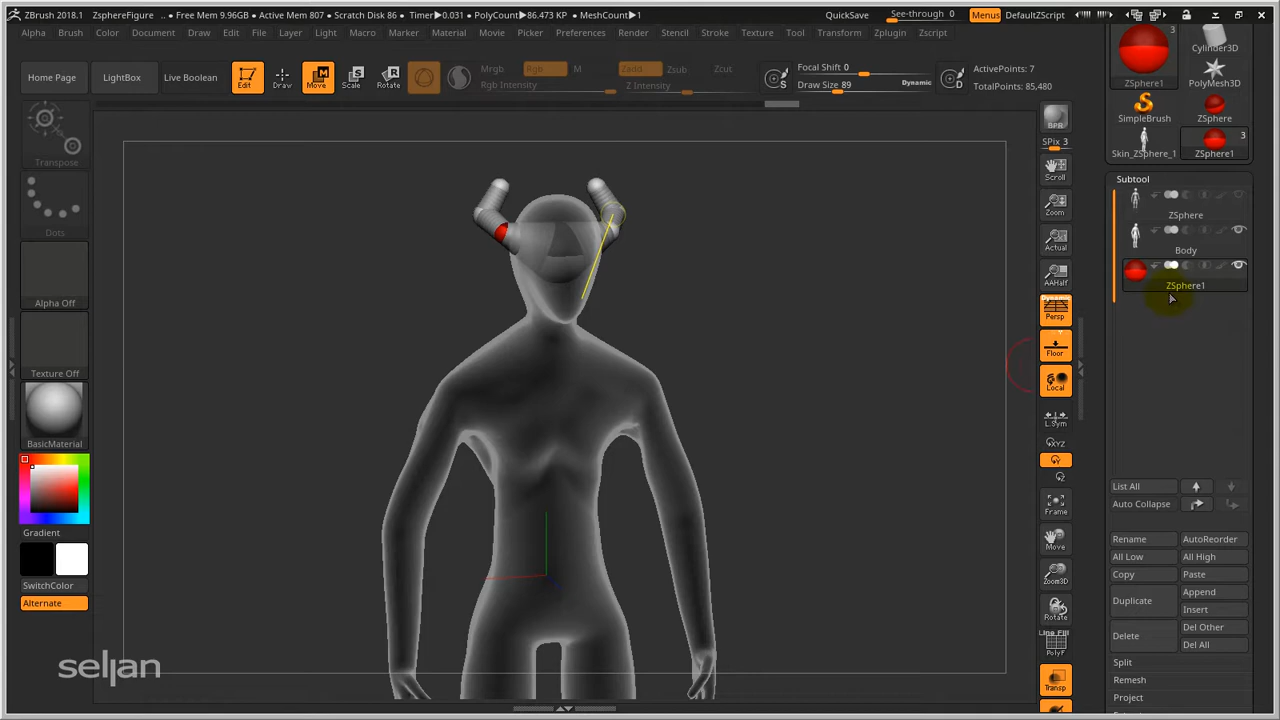 ZBrush 2018.1   ZsphereFigure   .. Free Mem 9.96GB • Active Mem 807 • Scratch Disk 86 •   Timer▶0.031 • PolyCount▶86.473 KP  • MeshCount▶1
QuickSave   See-through  0   Menus   DefaultZScript
Alpha   Brush   Color   Document   Draw   Edit   File   Layer   Light   Macro   Marker   Material   Movie   Picker   Preferences   Render   Stencil   Stroke   Texture   Tool   Transform   Zplugin   Zscript
Home Page   LightBox   Live Boolean   Edit   Draw   Move   Scale   Rotate   Mrgb   Rgb   M   Zadd   Zsub   Zcut   Focal Shift 0   ActivePoints: 7
Rgb Intensity   Z Intensity   S   Draw Size 89   Dynamic   D   TotalPoints: 85,480
Transpose
Dots
Alpha Off
Texture Off
BasicMaterial
Gradient
SwitchColor
Alternate
BPR
SPix 3
Scroll
Zoom
Actual
AAHalf
Persp
Floor
Local
L.Sym
XYZ
Frame
Move
Zoom3D
Rotate
Line Fill
PolyF
Transp
3
Cylinder3D
ZSphere1   PolyMesh3D
SimpleBrush   ZSphere
3
Skin_ZSphere_1   ZSphere1
Subtool
ZSphere
Body
ZSphere1
List All
Auto Collapse
Rename   AutoReorder
All Low   All High
Copy   Paste
Duplicate   Append
Insert
Delete   Del Other
Del All
Split
Remesh
Project
seljan